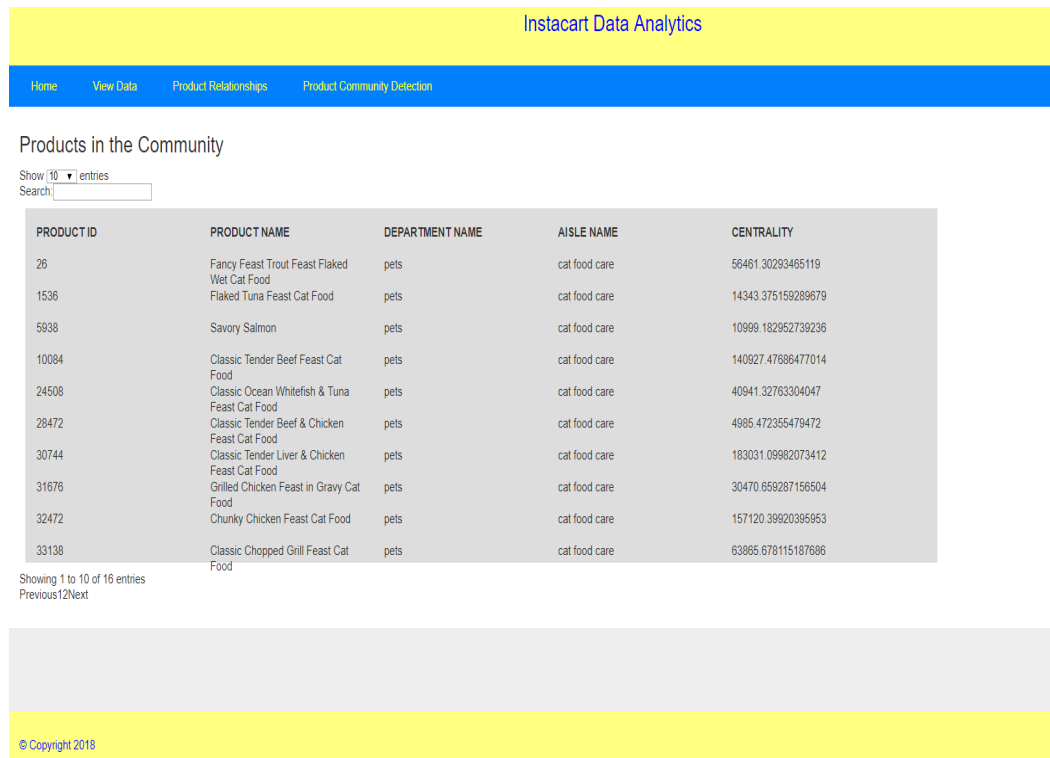 Instacart Data Analytics
Home View Data Product Relationships Product Community Detection
Products in the Community
Show 10 entries
Search:
PRODUCT ID PRODUCT NAME DEPARTMENT NAME AISLE NAME CENTRALITY
26 Fancy Feast Trout Feast Flaked pets cat food care 56461.30293465119
Wet Cat Food
1536 Flaked Tuna Feast Cat Food pets cat food care 14343.375159289679
5938 Savory Salmon pets cat food care 10999.182952739236
10084 Classic Tender Beef Feast Cat pets cat food care 140927.47686477014
Food
24508 Classic Ocean Whitefish & Tuna pets cat food care 40941.32763304047
Feast Cat Food
28472 Classic Tender Beef & Chicken pets cat food care 4985.472355479472
Feast Cat Food
30744 Classic Tender Liver & Chicken pets cat food care 183031.09982073412
Feast Cat Food
31676 Grilled Chicken Feast in Gravy Cat pets cat food care 30470.659287156504
Food
32472 Chunky Chicken Feast Cat Food pets cat food care 157120.39920395953
33138 Classic Chopped Grill Feast Cat pets cat food care 63865.678115187686
Food
Showing 1 to 10 of 16 entries
Previous12Next
© Copyright 2018